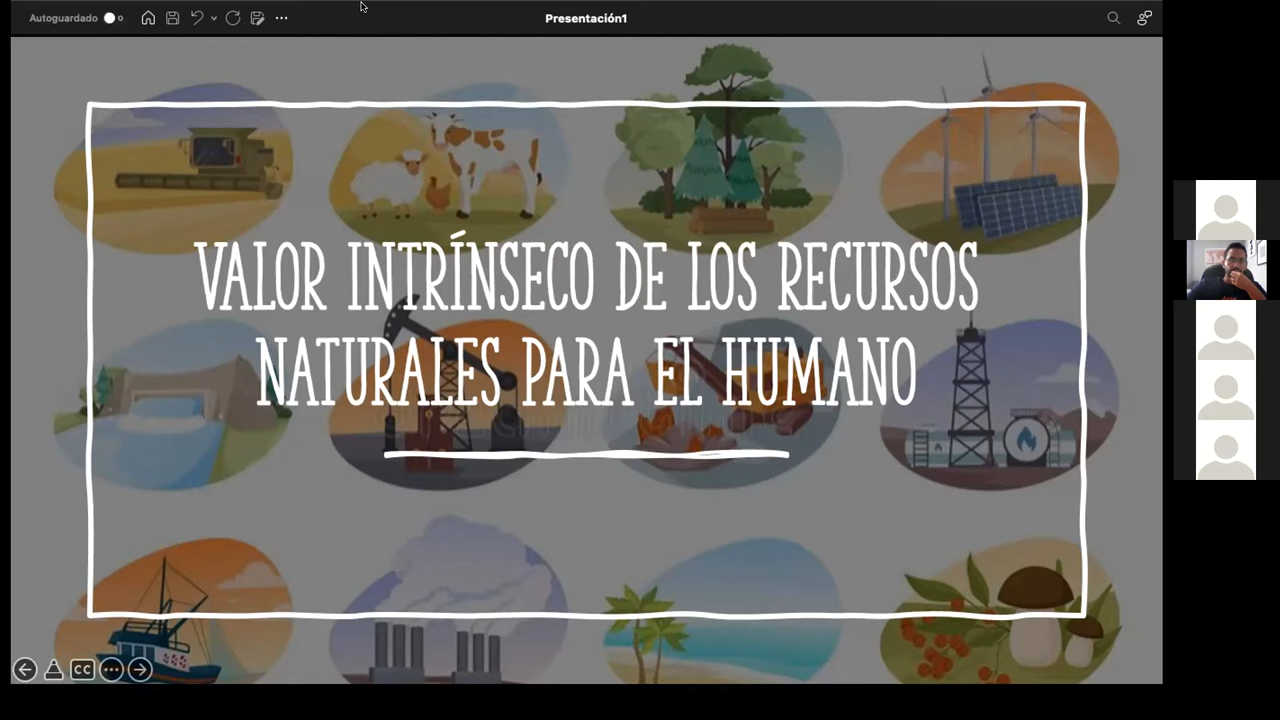 Autoguardado
Presentación1
VALOR INTRÍNSECO DE LOS RECURSOS
NATURALES PARA EL HUMANO
CC